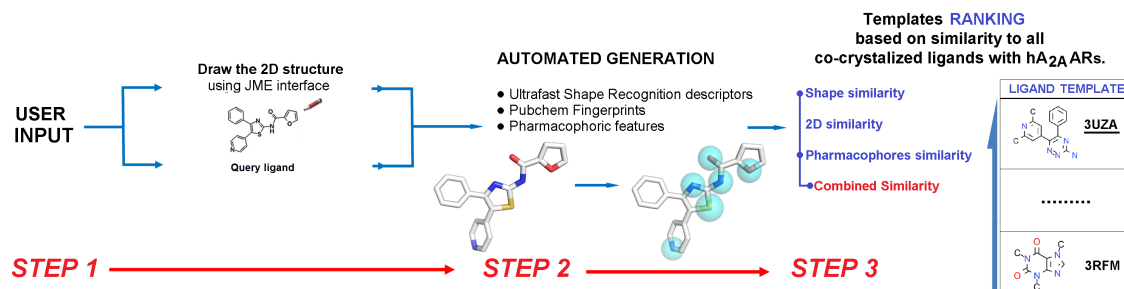 USER
INPUT
Draw the 2D structure
using JME interface
Query ligand
AUTOMATED GENERATION
● Ultrafast Shape Recognition descriptors
● Pubchem Fingerprints
● Pharmacophoric features
Templates RANKING
based on similarity to all
co-crystalized ligands with hA2A ARs.
Shape similarity
2D similarity
Pharmacophores similarity
Combined Similarity
LIGAND TEMPLATE
3UZA
.........
3RFM
STEP 1
STEP 2
STEP 3